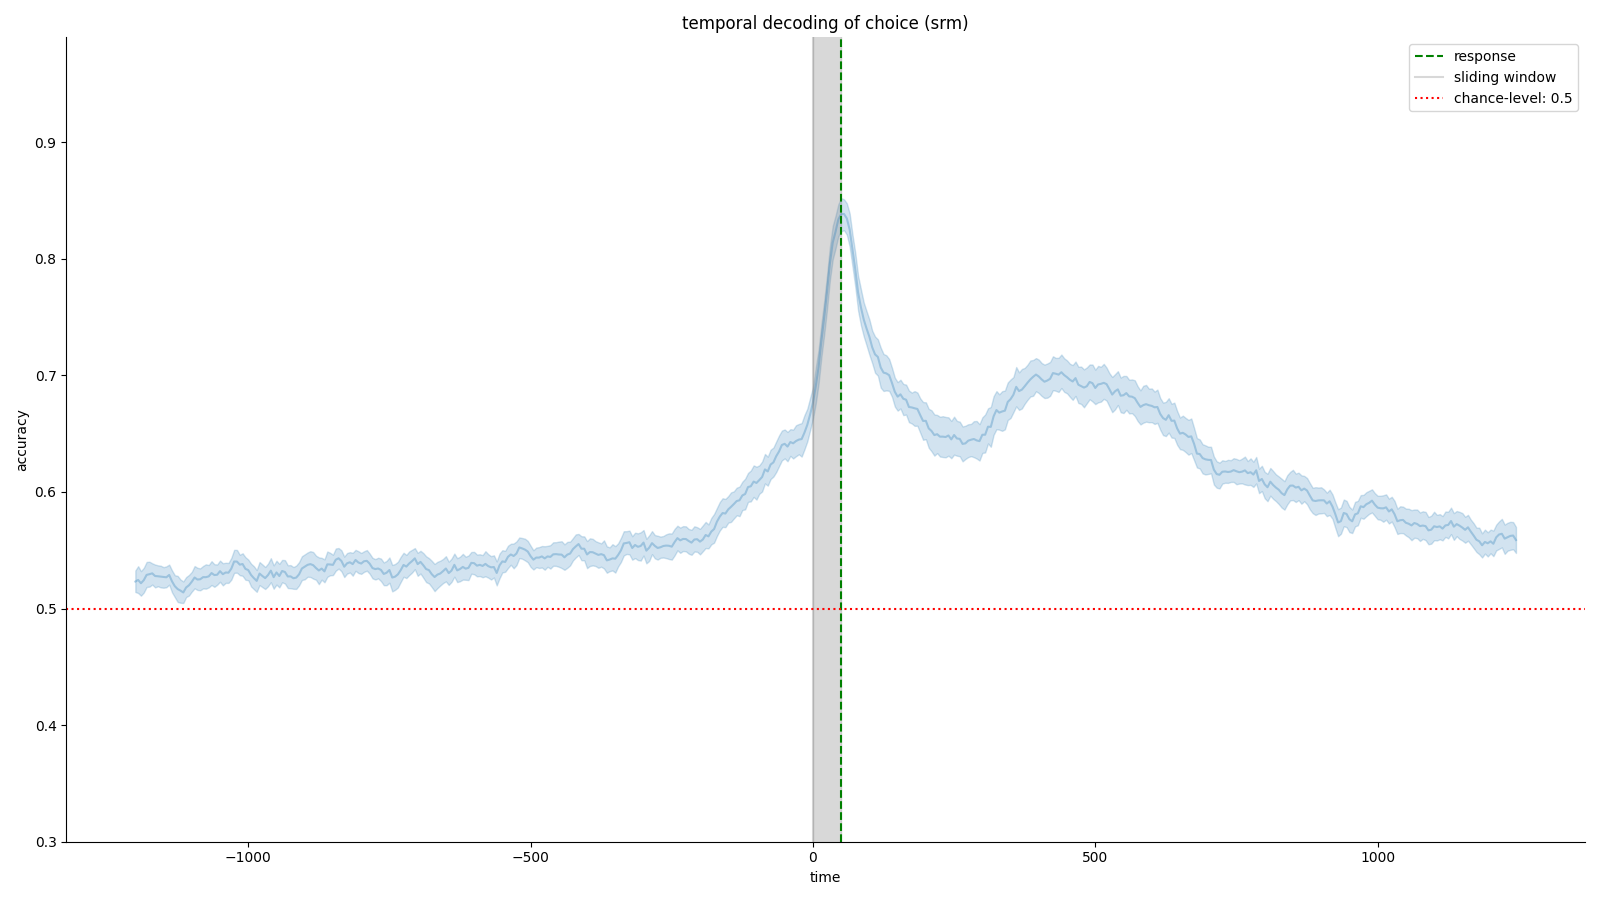 temporal decoding of choice (srm)
response
sliding window
chance-level: 0.5
accuracy
0.9
0.8
0.7
0.6
0.5
0.4
0.3
−1000
−500
0
500
1000
time